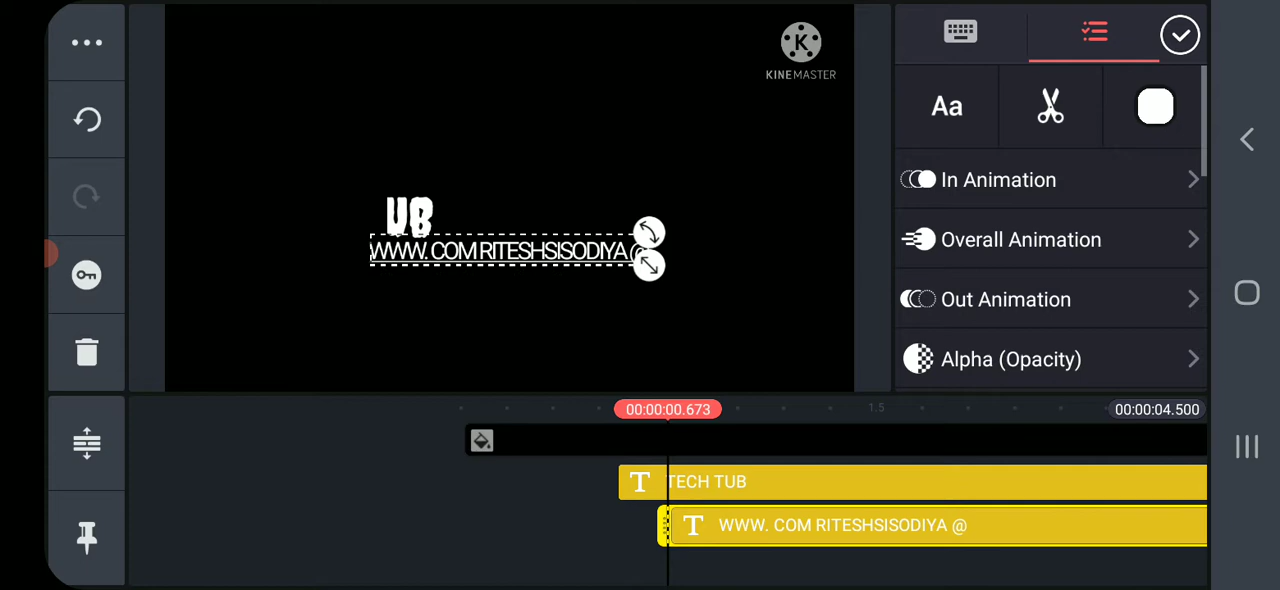 KINEMASTER
UB
WWW. COM RITESHSISODIYA @
Aa
In Animation
Overall Animation
Out Animation
Alpha (Opacity)
00:00:00.673
1.5
00:00:04.500
T TECH TUB
T WWW. COM RITESHSISODIYA @